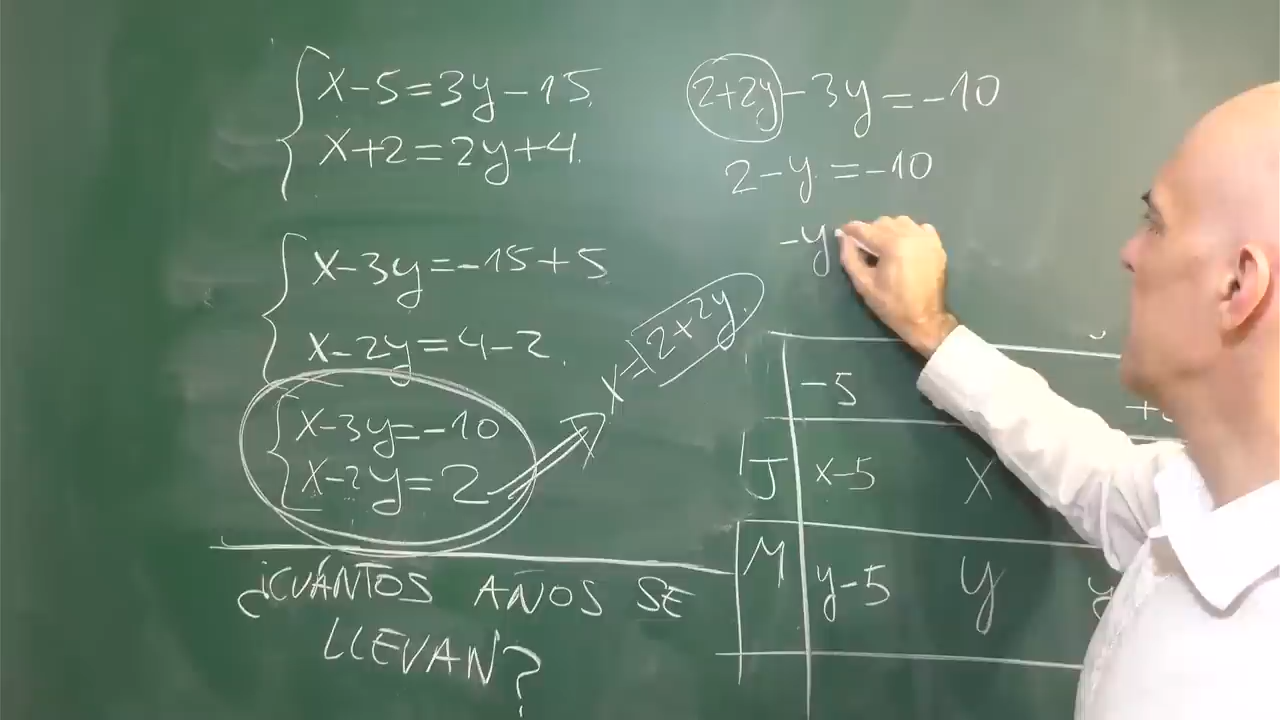 x-5=3y-15
x+2=2y+4
x-3y=-15+5
x-2y=4-2
x-3y=-10
x-2y=2
x=2+2y
¿CUÁNTOS AÑOS SE
LLEVAN?
2+2y-3y=-10
2-y=-10
-y
-5
J x-5 x
M y-5 y y